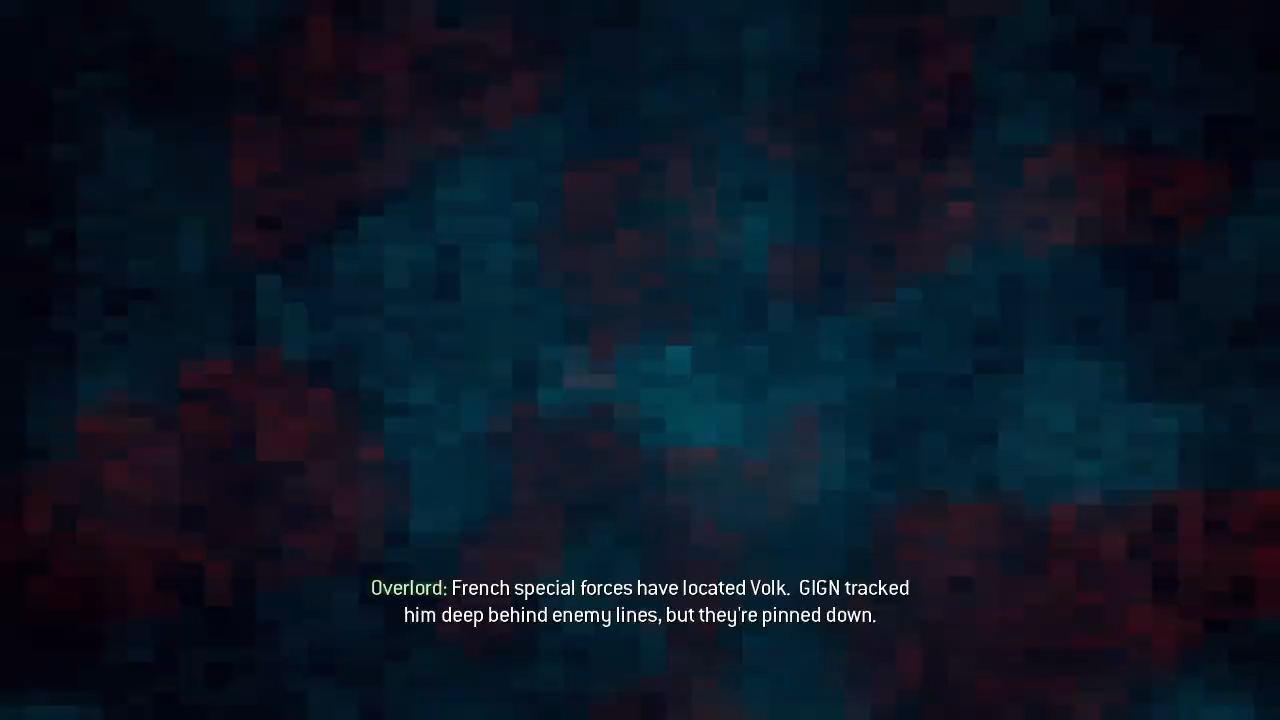 Overlord: French special forces have located Volk.  GIGN tracked
him deep behind enemy lines, but they're pinned down.